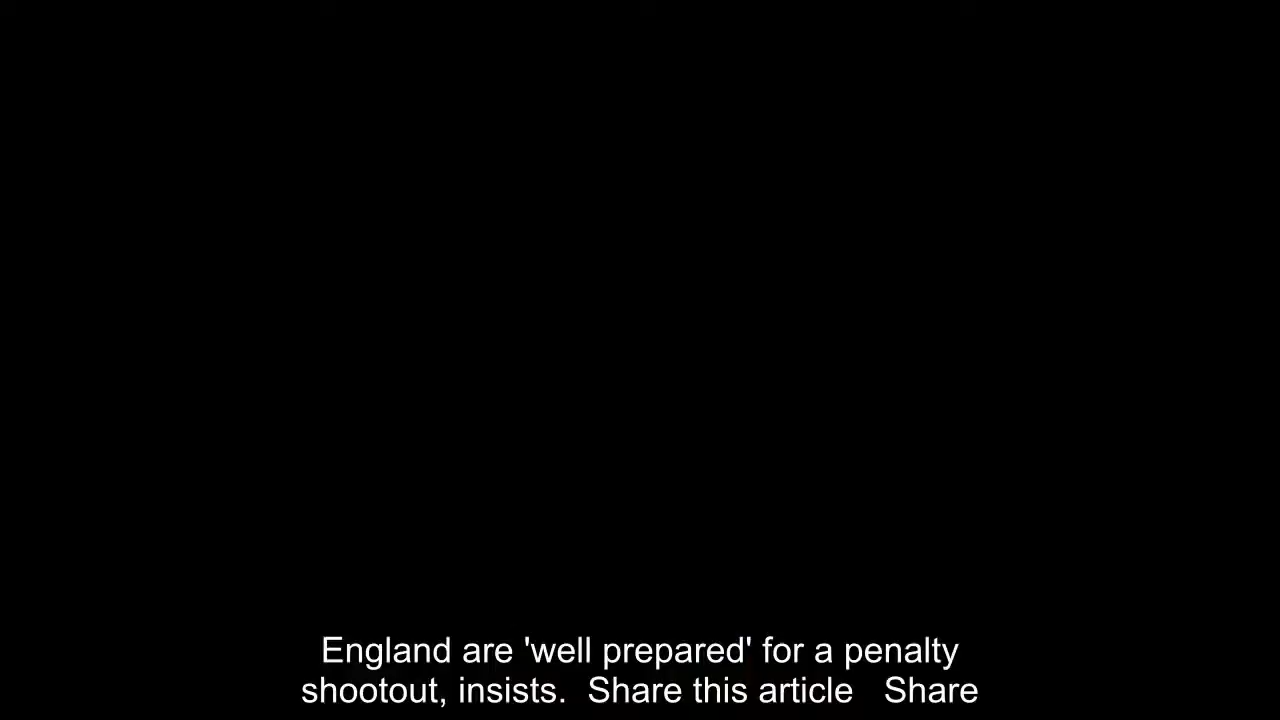 England are 'well prepared' for a penalty
shootout, insists.  Share this article   Share